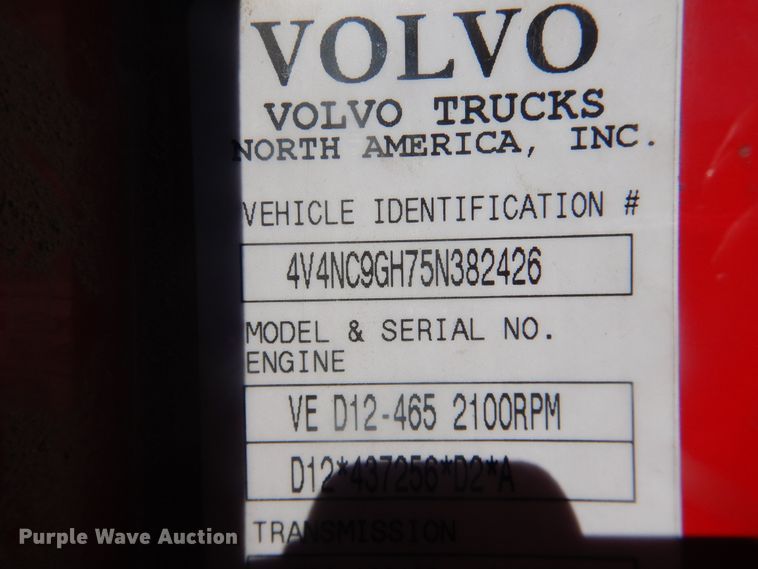 VOLVO
VOLVO TRUCKS
NORTH AMERICA, INC.
VEHICLE IDENTIFICATION #
4V4NC9GH75N382426
MODEL & SERIAL NO.
ENGINE
VE D12-465 2100RPM
D12*437256*D2*A
TRANSMISSION
Purple Wave Auction